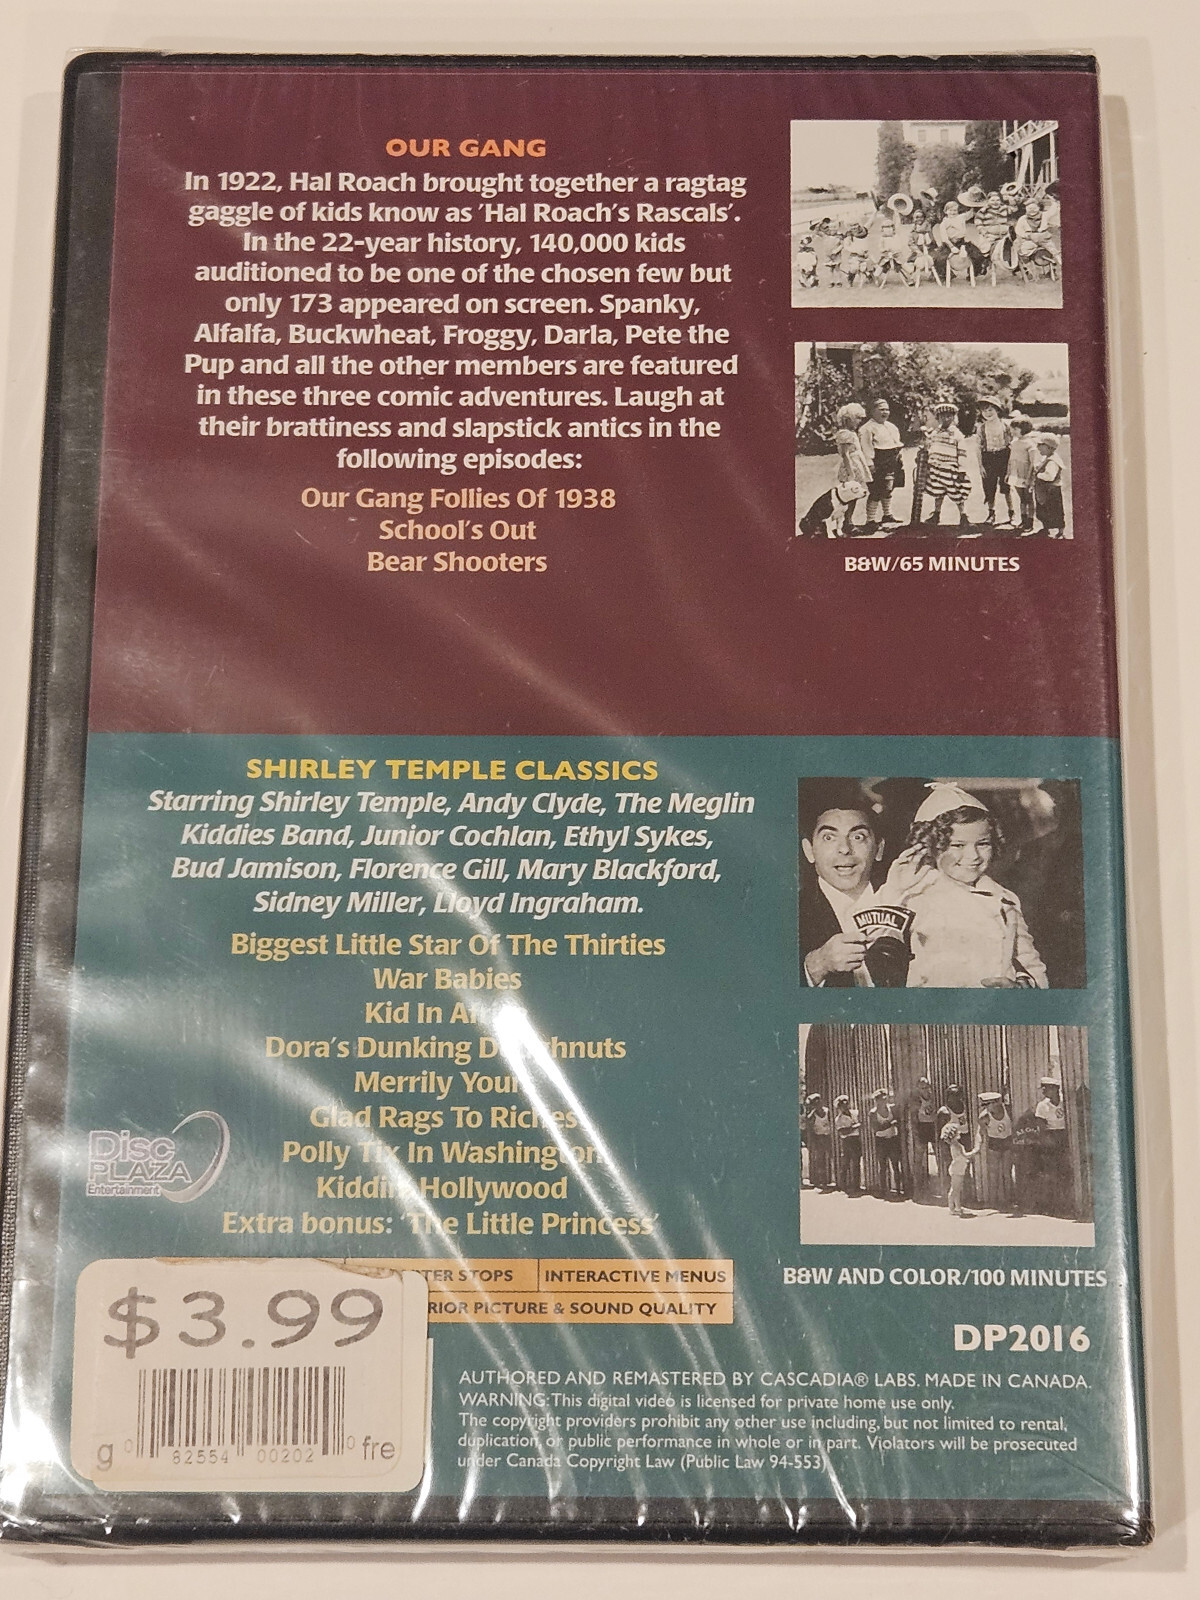 OUR GANG
In 1922, Hal Roach brought together a ragtag
gaggle of kids know as 'Hal Roach's Rascals'.
In the 22-year history, 140,000 kids
auditioned to be one of the chosen few but
only 173 appeared on screen. Spanky,
Alfalfa, Buckwheat, Froggy, Darla, Pete the
Pup and all the other members are featured
in these three comic adventures. Laugh at
their brattiness and slapstick antics in the
following episodes:
Our Gang Follies Of 1938
School's Out
Bear Shooters
B&W/65 MINUTES
SHIRLEY TEMPLE CLASSICS
Starring Shirley Temple, Andy Clyde, The Meglin
Kiddies Band, Junior Cochlan, Ethyl Sykes,
Bud Jamison, Florence Gill, Mary Blackford,
Sidney Miller, Lloyd Ingraham.
Biggest Little Star Of The Thirties
War Babies
Kid In
Dora's Dunking
Merrily
Glad Rags To Riches
Polly Tix In Washington
Hollywood
Extra bonus: 'The Little Princess'
MUTUAL
Disc
PLAZA
Entertainment
STOPS
INTERACTIVE MENUS
PICTURE & SOUND QUALITY
B&W AND COLOR/100 MINUTES
DP2016
$3.99
g 0 82554 00202 0 fre
AUTHORED AND REMASTERED BY CASCADIA® LABS. MADE IN CANADA.
WARNING: This digital video is licensed for private home use only.
The copyright providers prohibit any other use including, but not limited to rental,
duplication, or public performance in whole or in part. Violators will be prosecuted
under Canada Copyright Law (Public Law 94-553)